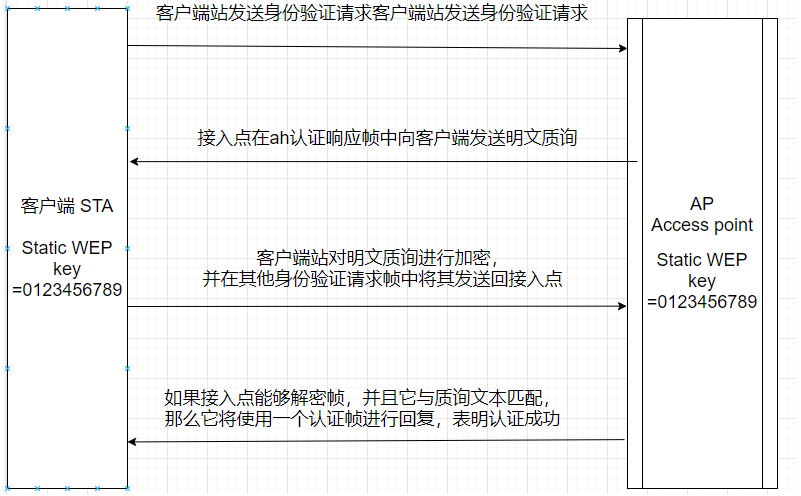 客户端站发送身份验证请求客户端站发送身份验证请求
接入点在ah认证响应帧中向客户端发送明文质询
客户端 STA
Static WEP
key
=0123456789
AP
Access point
Static WEP
key
=0123456789
客户端站对明文质询进行加密，
并在其他身份验证请求帧中将其发送回接入点
如果接入点能够解密帧，并且它与质询文本匹配，
那么它将使用一个认证帧进行回复，表明认证成功